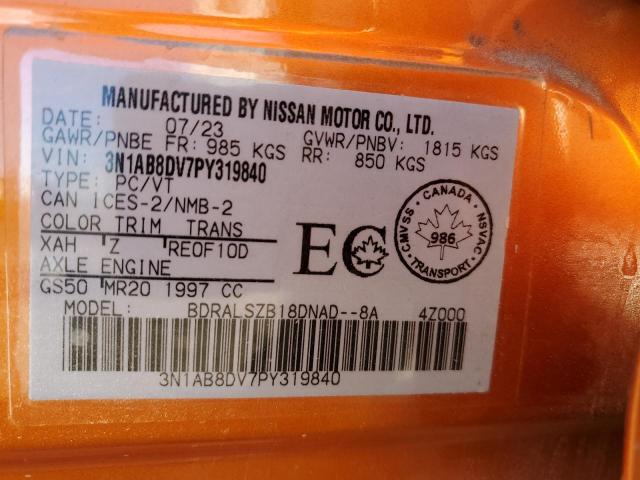 MANUFACTURED BY NISSAN MOTOR CO., LTD.
DATE: 07/23
GAWR/PNBE FR: 985 KGS GVWR/PNBV: 1815 KGS
RR: 850 KGS
VIN: 3N1AB8DV7PY319840
TYPE: PC/VT
CAN ICES-2/NMB-2
COLOR TRIM TRANS
XAH Z RE0F10D
AXLE ENGINE
GS50 MR20 1997 CC
EC
CANADA
CMVSS NSVAC
986
TRANSPORT
MODEL: BDRALSZB18DNAD--8A 4Z000
3N1AB8DV7PY319840